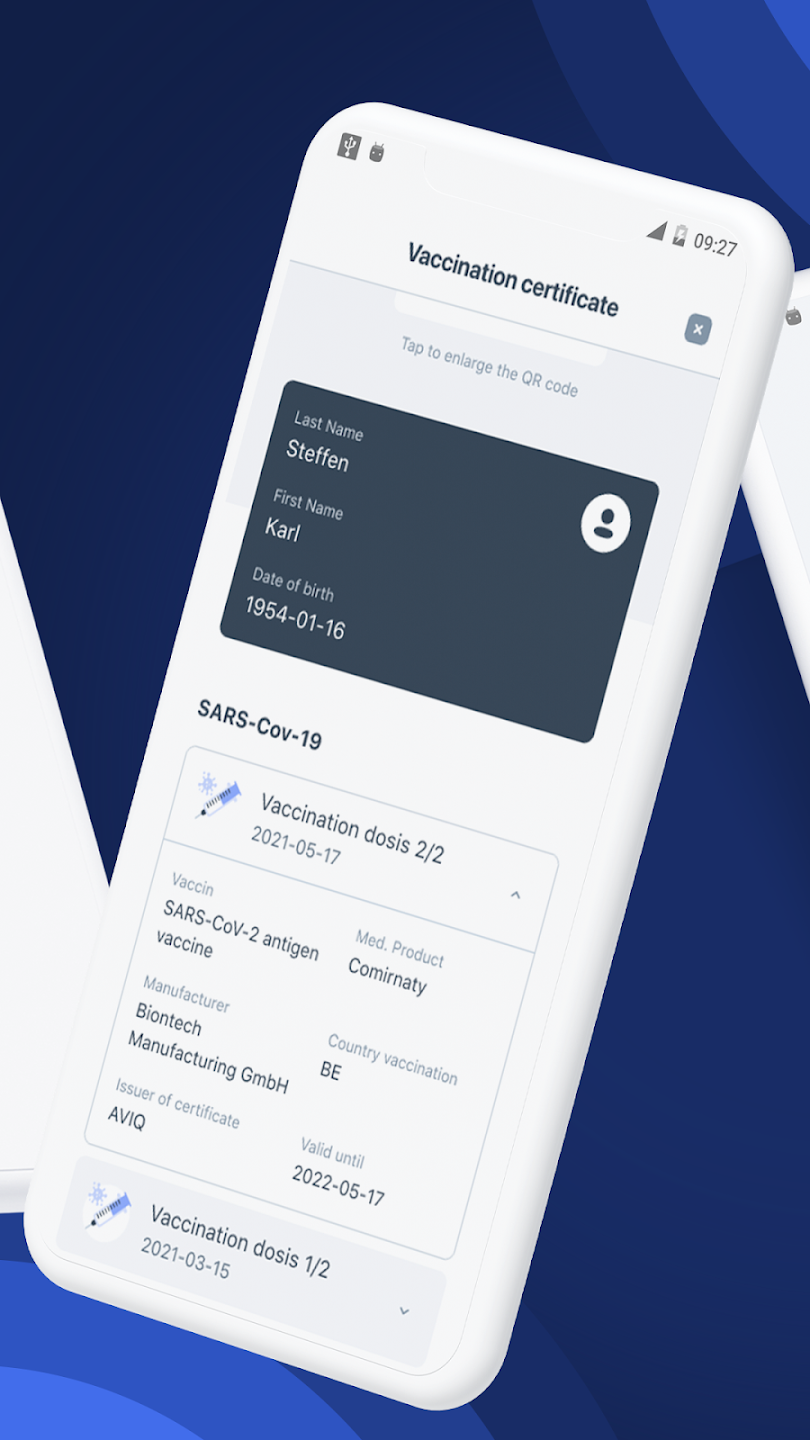 09:27
Vaccination certificate
Tap to enlarge the QR code
Last Name
Steffen
First Name
Karl
Date of birth
1954-01-16
SARS-Cov-19
Vaccination dosis 2/2
2021-05-17
Vaccin
SARS-CoV-2 antigen
vaccine
Med. Product
Comirnaty
Manufacturer
Biontech
Manufacturing GmbH
Country vaccination
BE
Issuer of certificate
AVIQ
Valid until
2022-05-17
Vaccination dosis 1/2
2021-03-15